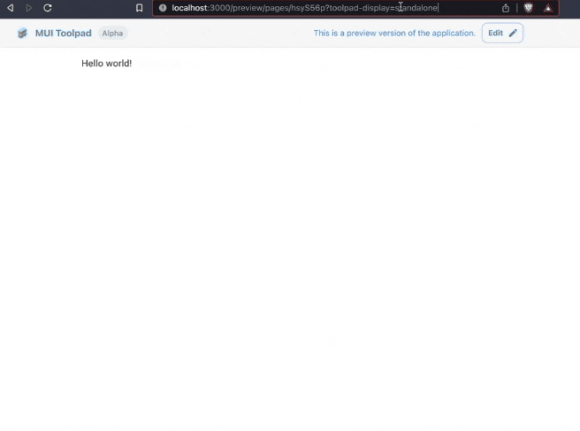 localhost:3000/preview/pages/hsy556p?toolpad-display=standalone
MUI Toolpad Alpha This is a preview version of the application. Edit
Hello world!